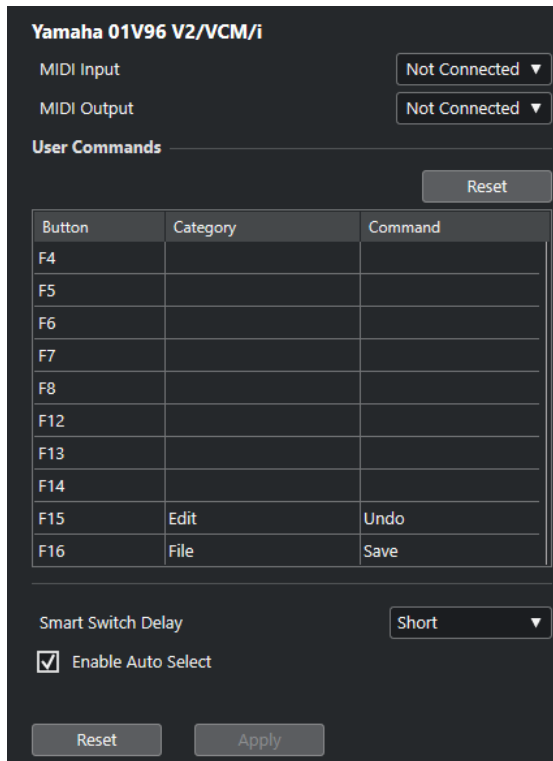 Yamaha 01V96 V2/VCM/i
MIDI Input Not Connected
MIDI Output Not Connected
User Commands
Reset
Button Category Command
F4
F5
F6
F7
F8
F12
F13
F14
F15 Edit Undo
F16 File Save
Smart Switch Delay Short
Enable Auto Select
Reset Apply